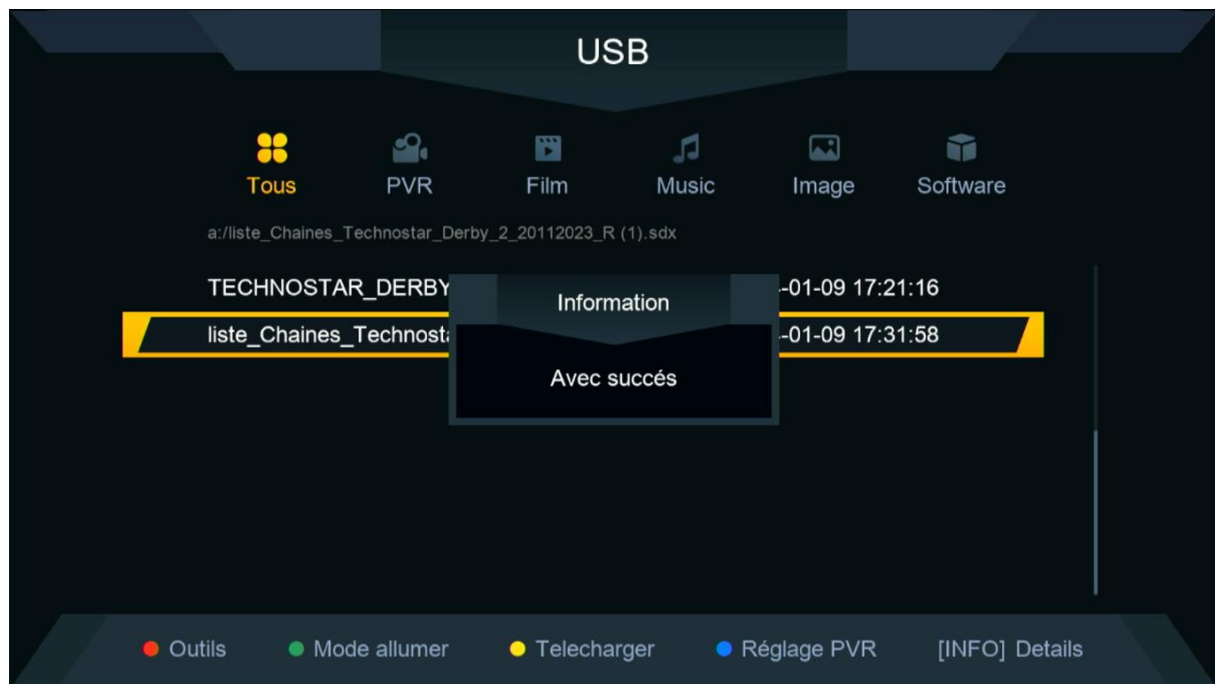 USB
Tous PVR Film Music Image Software
a:/liste_Chaines_Technostar_Derby_2_20112023_R (1).sdx
TECHNOSTAR_DERBY -01-09 17:21:16
Information
liste_Chaines_Technosta -01-09 17:31:58
Avec succés
Outils Mode allumer Telecharger Réglage PVR [INFO] Details